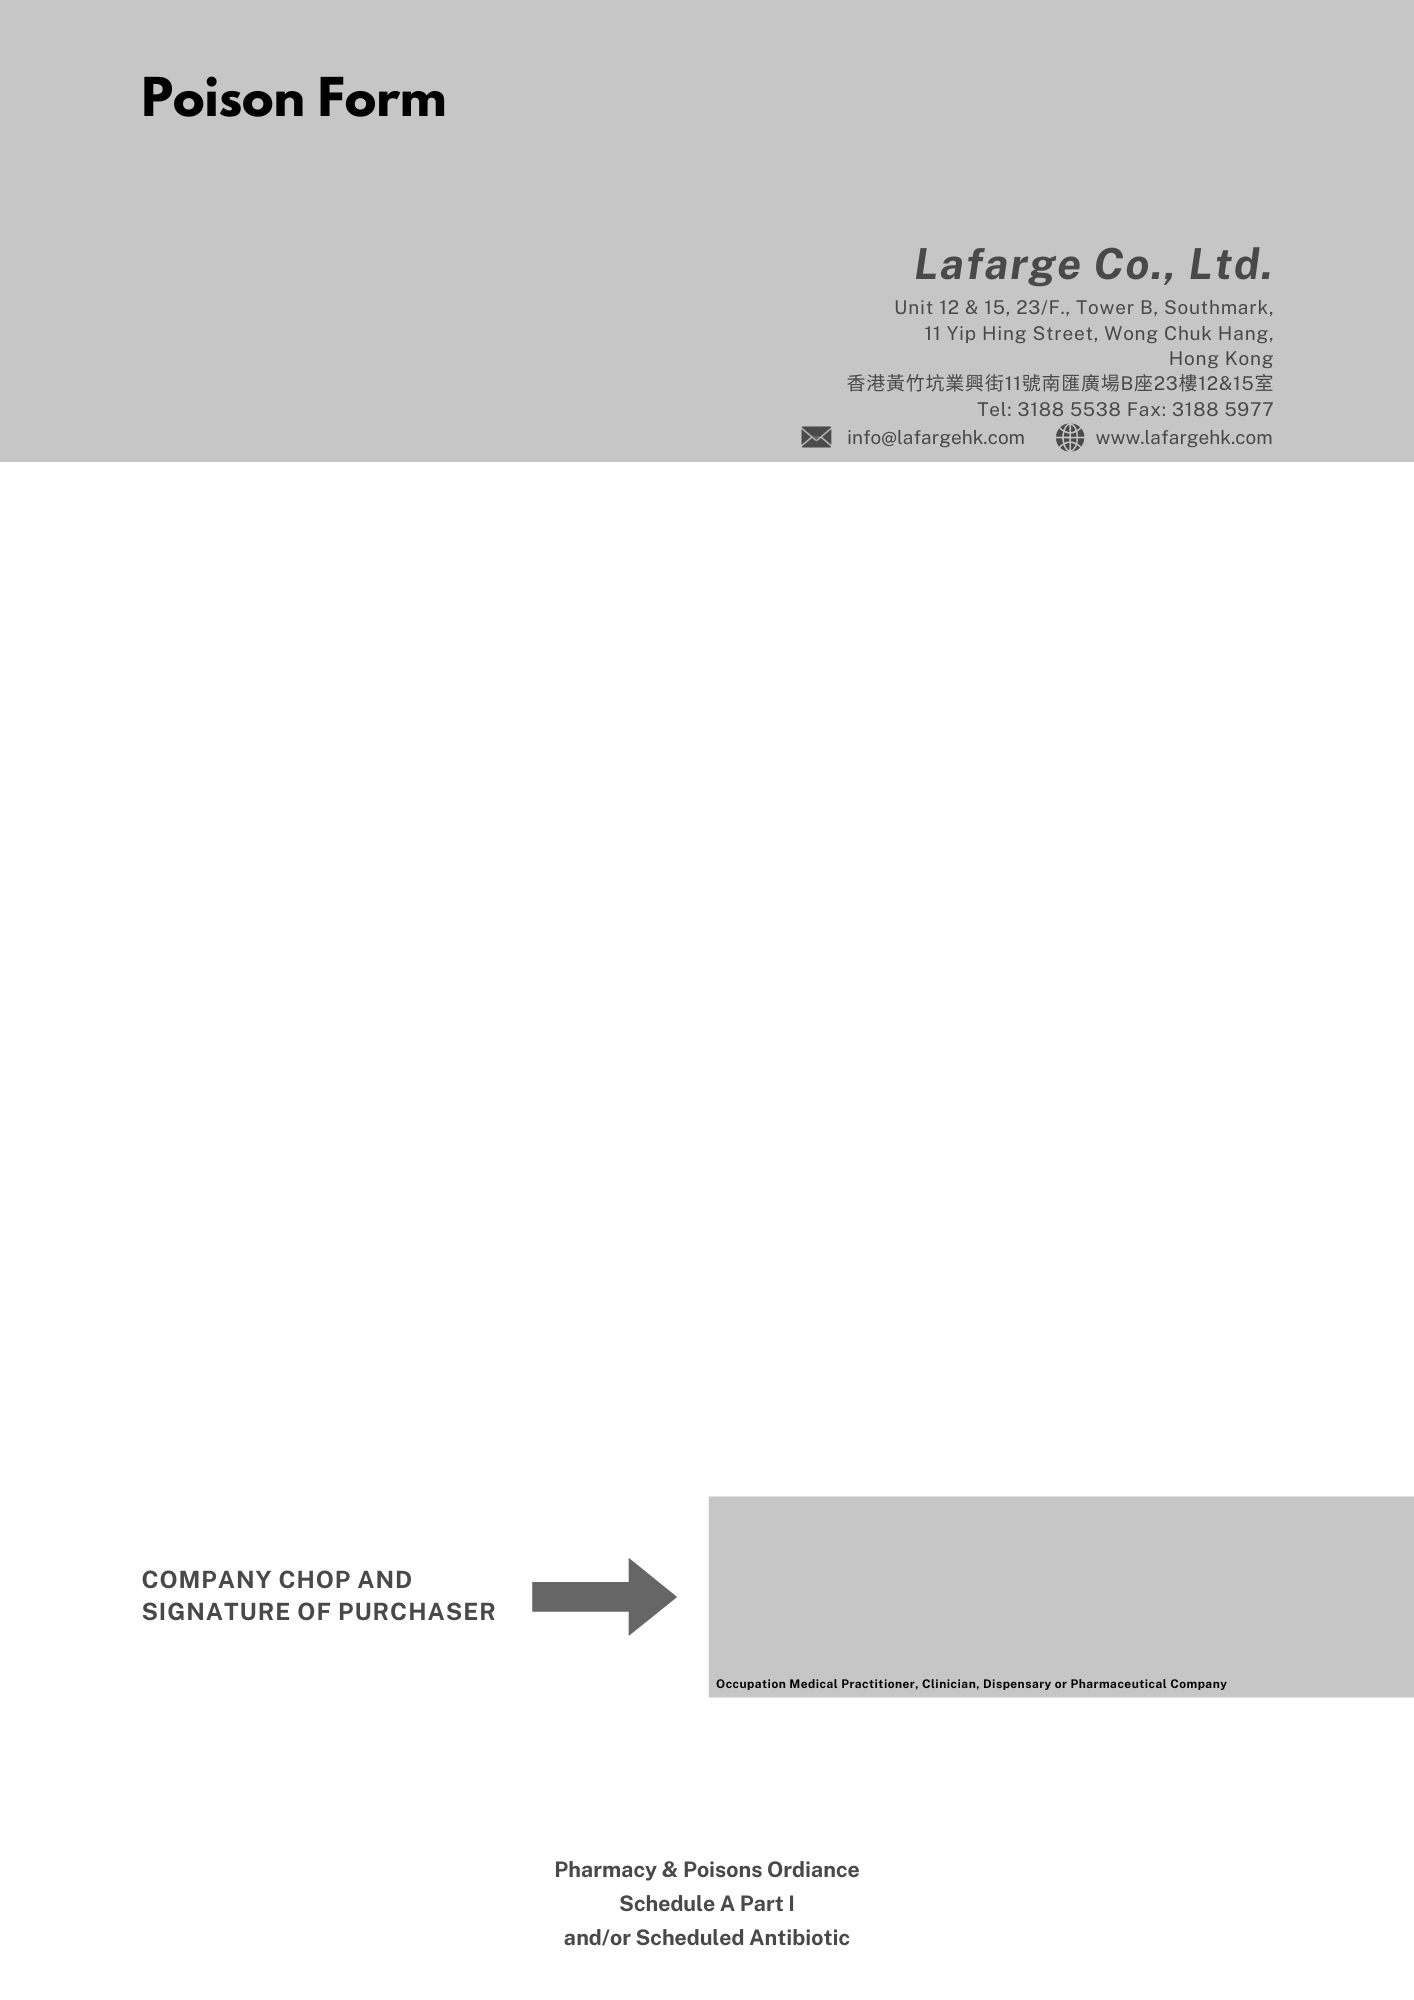 Poison Form
Lafarge Co., Ltd.
Unit 12 & 15, 23/F., Tower B, Southmark,
11 Yip Hing Street, Wong Chuk Hang,
Hong Kong
香港黃竹坑業興街11號南匯廣場B座23樓12&15室
Tel: 3188 5538 Fax: 3188 5977
info@lafargehk.com www.lafargehk.com
COMPANY CHOP AND
SIGNATURE OF PURCHASER
Occupation Medical Practitioner, Clinician, Dispensary or Pharmaceutical Company
Pharmacy & Poisons Ordiance
Schedule A Part I
and/or Scheduled Antibiotic